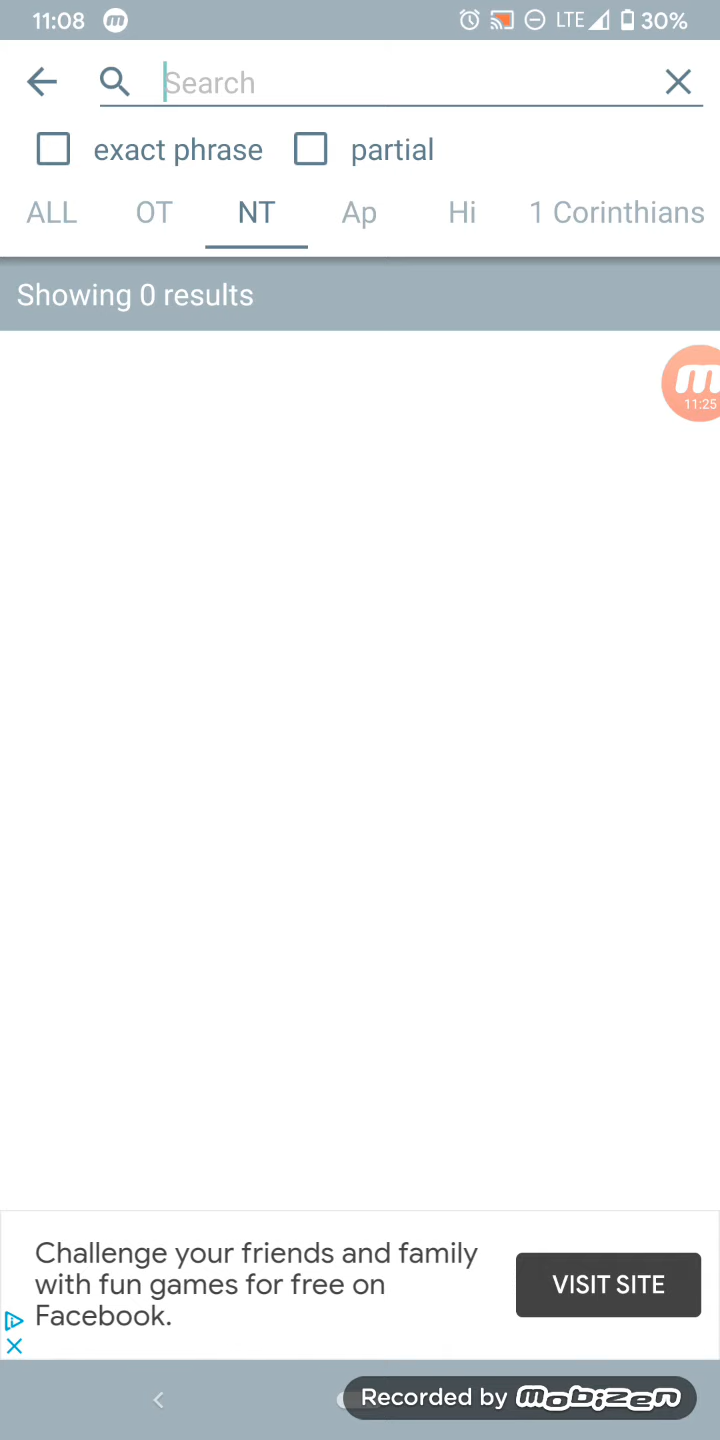 11:08 m LTE 30%
Search
exact phrase partial
ALL OT NT Ap Hi 1 Corinthians
Showing 0 results
m
11:25
Challenge your friends and family
with fun games for free on
Facebook.
VISIT SITE
Recorded by mobizen